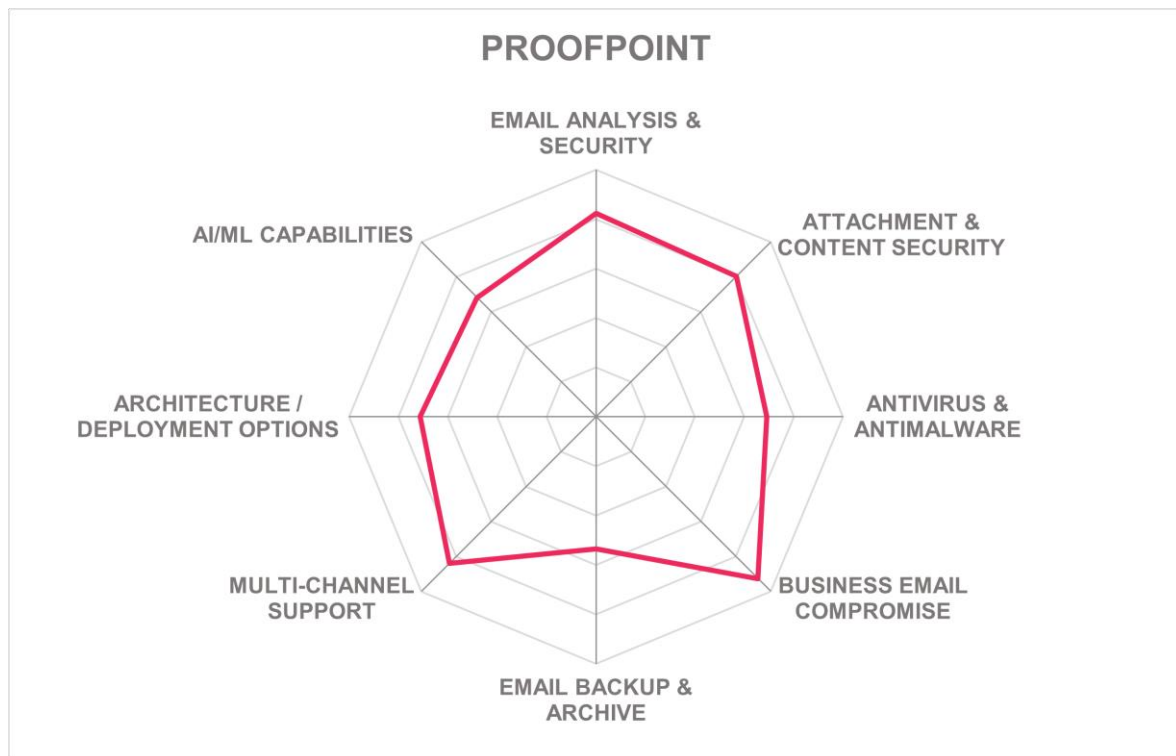 PROOFPOINT
EMAIL ANALYSIS &
SECURITY
ATTACHMENT &
CONTENT SECURITY
ANTIVIRUS &
ANTIMALWARE
BUSINESS EMAIL
COMPROMISE
EMAIL BACKUP &
ARCHIVE
MULTI-CHANNEL
SUPPORT
ARCHITECTURE /
DEPLOYMENT OPTIONS
AI/ML CAPABILITIES